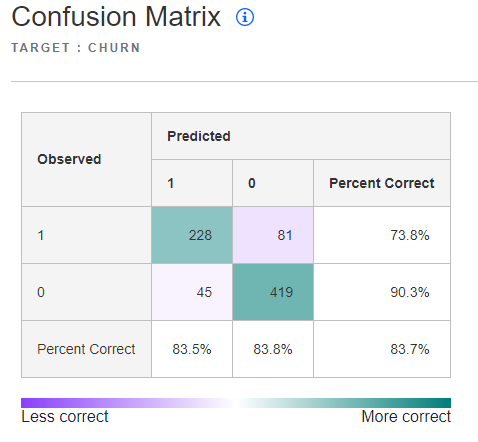 Confusion Matrix
TARGET : CHURN
Observed
Predicted
1 0 Percent Correct
1 228 81 73.8%
0 45 419 90.3%
Percent Correct 83.5% 83.8% 83.7%
Less correct More correct